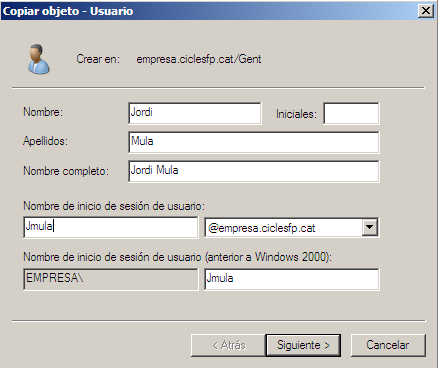 Copiar objeto - Usuario
Crear en: empresa.ciclesfp.cat/Gent
Nombre: Jordi Iniciales:
Apellidos: Mula
Nombre completo: Jordi Mula
Nombre de inicio de sesión de usuario:
Jmula @empresa.ciclesfp.cat
Nombre de inicio de sesión de usuario (anterior a Windows 2000):
EMPRESA\ Jmula
< Atrás Siguiente > Cancelar